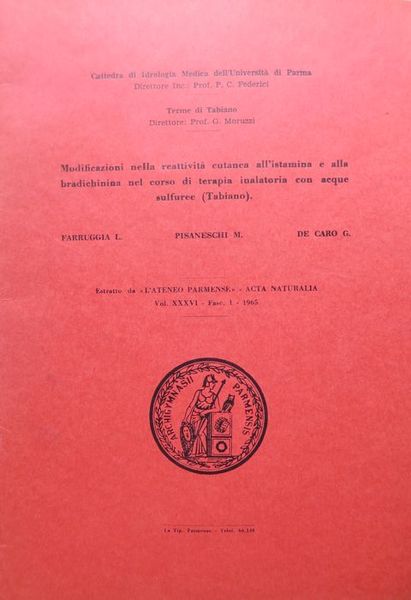 Cattedra di Idrologia Medica dell'Università di Parma
Direttore Inc.: Prof. P. C. Federici
Terme di Tabiano
Direttore: Prof. G. Moruzzi
Modificazioni nella reattività cutanea all'istamina e alla
bradichinina nel corso di terapia inalatoria con acque
sulfuree (Tabiano).
FARRUGGIA L. PISANESCHI M. DE CARO G.
Estratto da «L'ATENEO PARMENSE» - ACTA NATURALIA
Vol. XXXVI - Fasc. 1 - 1965
ARCHIGYMNASII PARMENSIS
La Tip. Parmense - Telef.